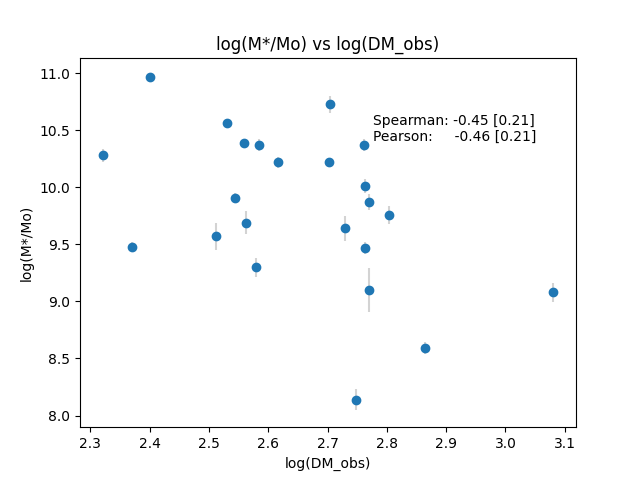 log(M*/Mo) vs log(DM_obs)
11.0
10.5
10.0
9.5
9.0
8.5
8.0
log(M*/Mo)
Spearman: -0.45 [0.21]
Pearson: -0.46 [0.21]
2.3 2.4 2.5 2.6 2.7 2.8 2.9 3.0 3.1
log(DM_obs)